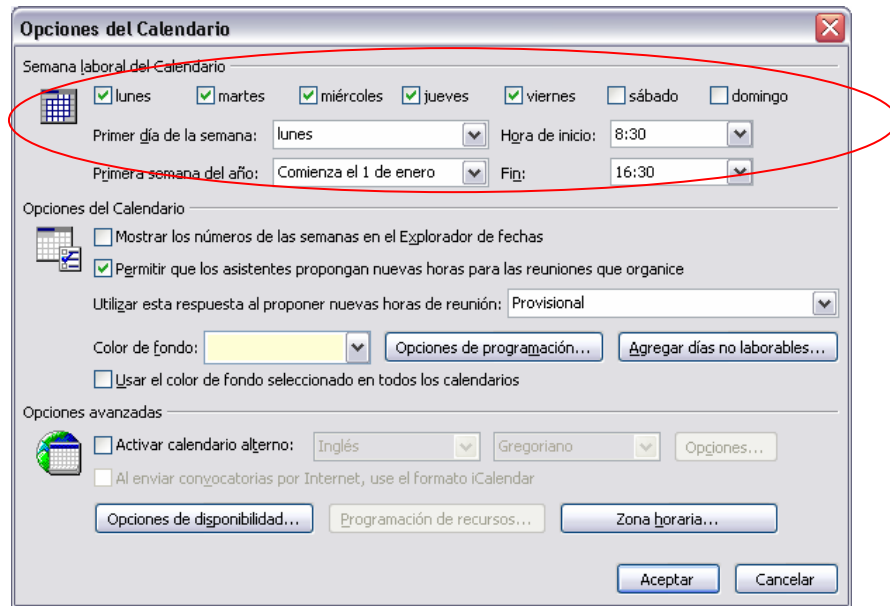 Opciones del Calendario
Semana laboral del Calendario
lunes martes miércoles jueves viernes sábado domingo
Primer día de la semana: lunes Hora de inicio: 8:30
Primera semana del año: Comienza el 1 de enero Fin: 16:30
Opciones del Calendario
Mostrar los números de las semanas en el Explorador de fechas
Permitir que los asistentes propongan nuevas horas para las reuniones que organice
Utilizar esta respuesta al proponer nuevas horas de reunión: Provisional
Color de fondo: Opciones de programación... Agregar días no laborables...
Usar el color de fondo seleccionado en todos los calendarios
Opciones avanzadas
Activar calendario alterno: Inglés Gregoriano Opciones...
Al enviar convocatorias por Internet, use el formato iCalendar
Opciones de disponibilidad... Programación de recursos... Zona horaria...
Aceptar Cancelar